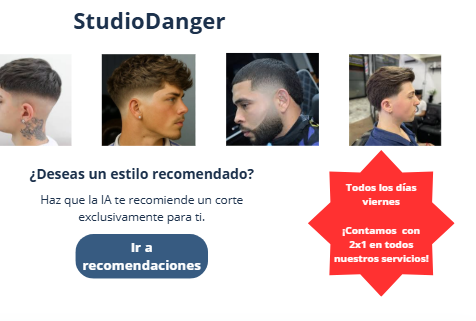 StudioDanger
¿Deseas un estilo recomendado?
Haz que la IA te recomiende un corte
exclusivamente para ti.
Ir a
recomendaciones
Todos los días
viernes
¡Contamos con
2x1 en todos
nuestros servicios!